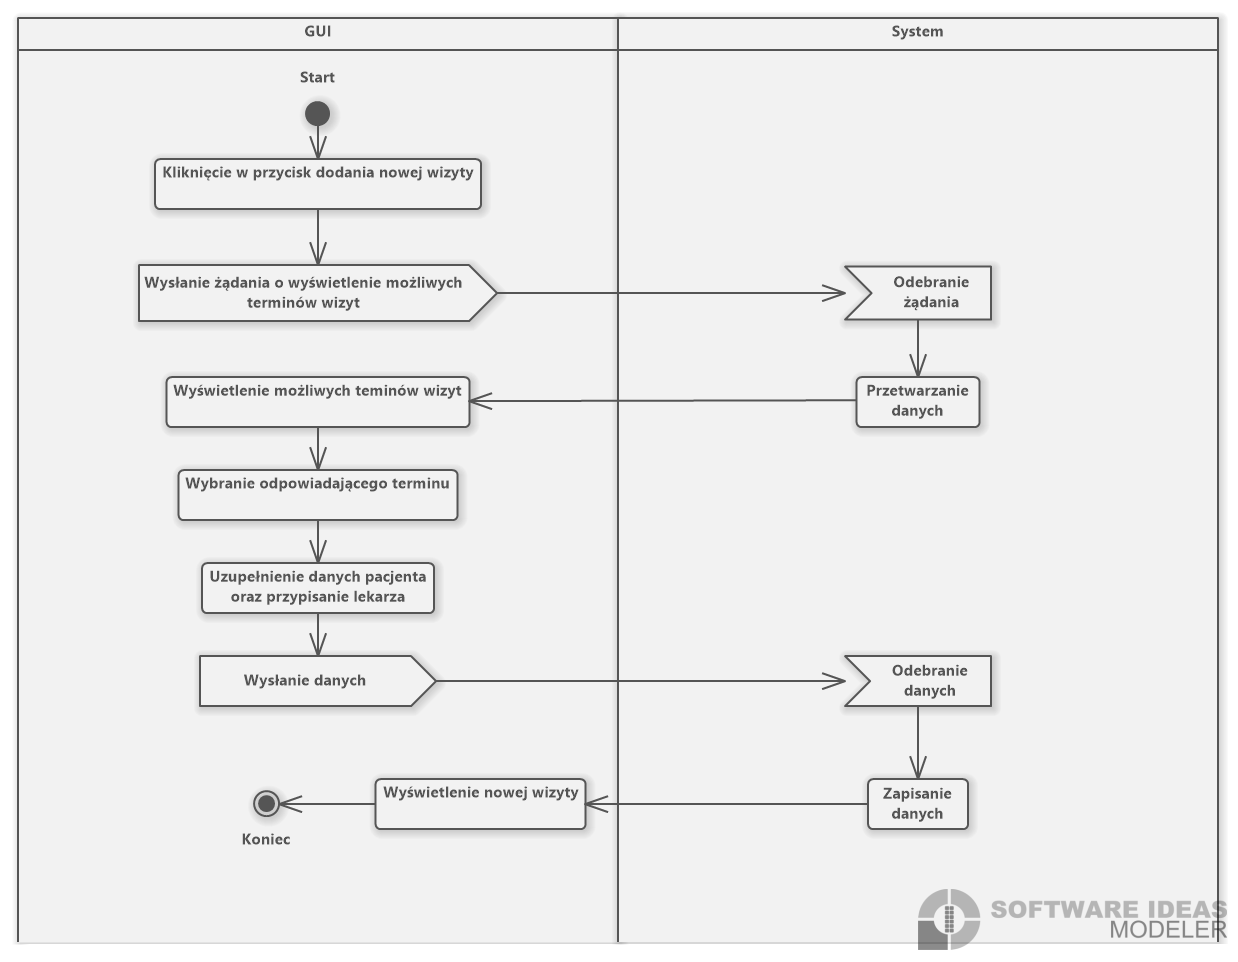 GUI
System
Start
Kliknięcie w przycisk dodania nowej wizyty
Wysłanie żądania o wyświetlenie możliwych
terminów wizyt
Odebranie
żądania
Wyświetlenie możliwych teminów wizyt
Przetwarzanie
danych
Wybranie odpowiadającego terminu
Uzupełnienie danych pacjenta
oraz przypisanie lekarza
Wysłanie danych
Odebranie
danych
Wyświetlenie nowej wizyty
Zapisanie
danych
Koniec
SOFTWARE IDEAS
MODELER